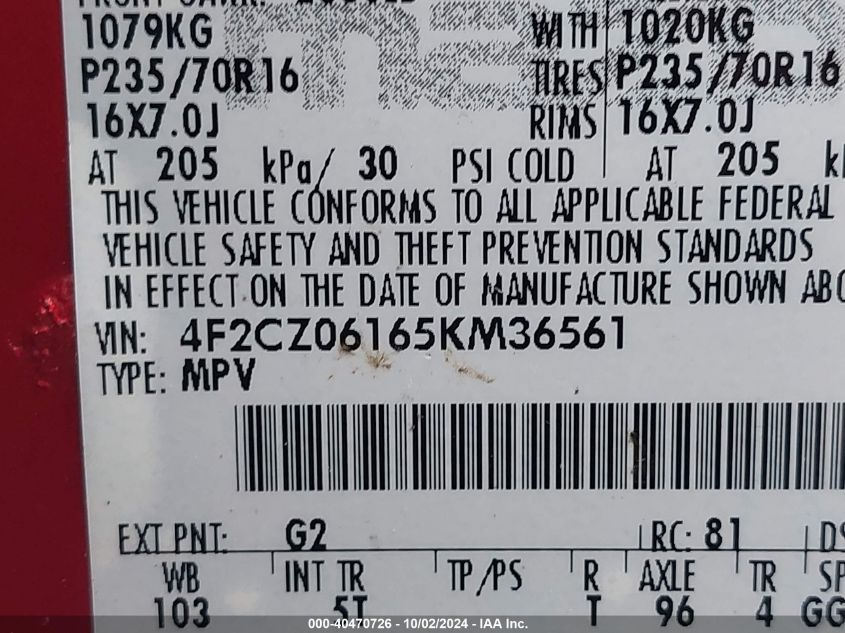 1079KG WITH 1020KG
P235/70R16 TIRES P235/70R16
16X7.0J RIMS 16X7.0J
AT 205 kPa/ 30 PSI COLD AT 205
THIS VEHICLE CONFORMS TO ALL APPLICABLE FEDERAL
VEHICLE SAFETY AND THEFT PREVENTION STANDARDS
IN EFFECT ON THE DATE OF MANUFACTURE SHOWN ABO
VIN: 4F2CZ06165KM36561
TYPE: MPV
EXT PNT: G2 RC: 81 DS
WB INT TR TP/PS R AXLE TR SP
103 5T T 96 4 GG
000-40470726 - 10/02/2024 - IAA Inc.